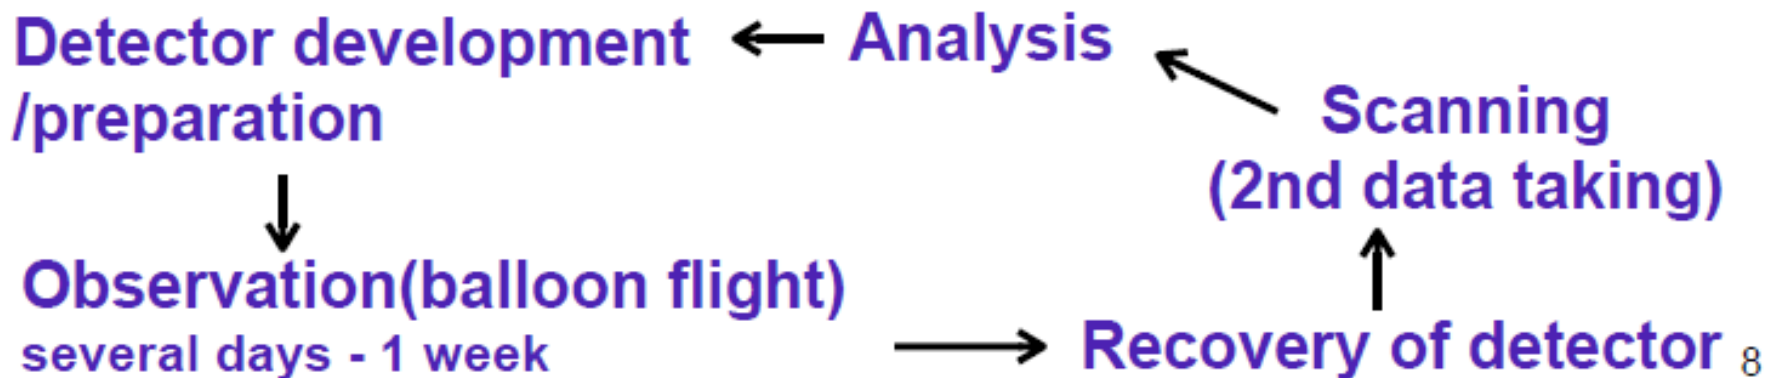 Detector development
/preparation
Analysis
Scanning
(2nd data taking)
Observation(balloon flight)
several days - 1 week
Recovery of detector
8